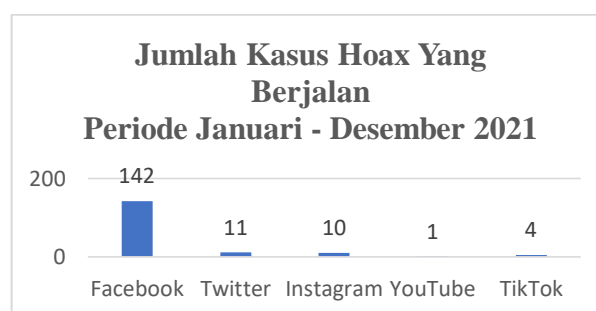 Jumlah Kasus Hoax Yang
Berjalan
Periode Januari - Desember 2021
200
142
11
10
1
4
0
Facebook Twitter Instagram YouTube TikTok